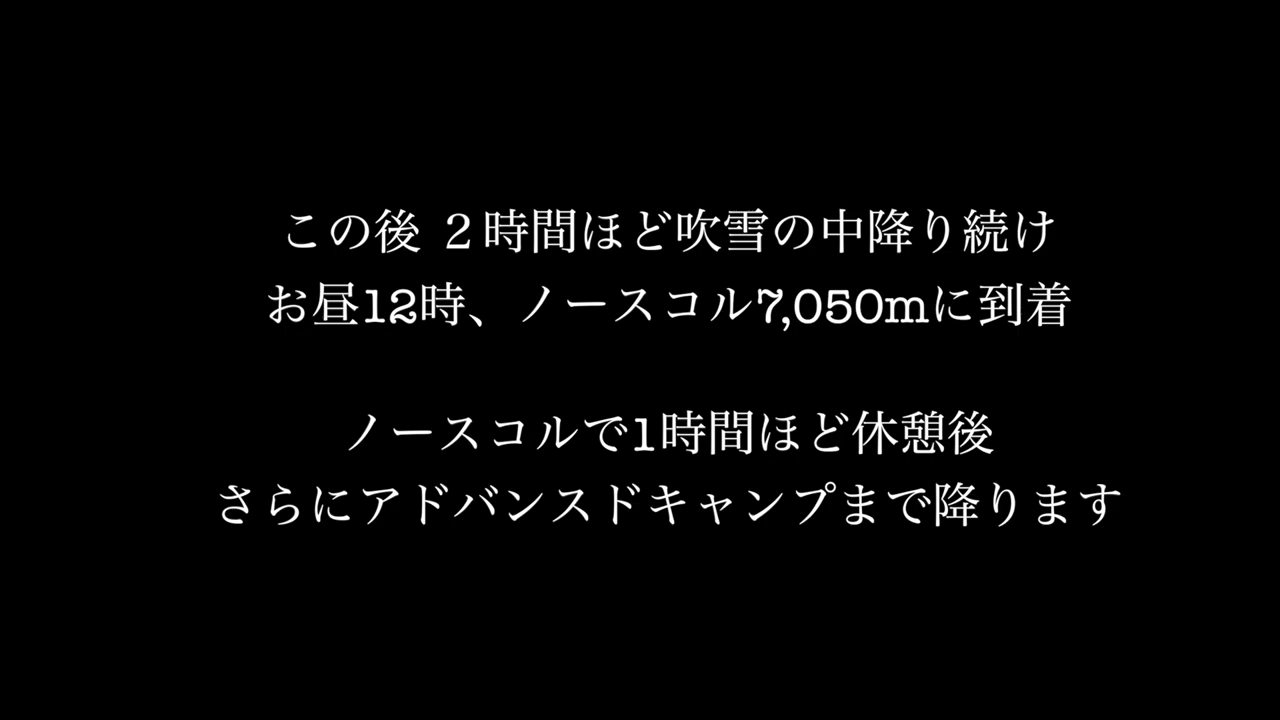 この後 ２時間ほど吹雪の中降り続け
お昼12時、ノースコル7,050mに到着
ノースコルで1時間ほど休憩後
さらにアドバンスドキャンプまで降ります